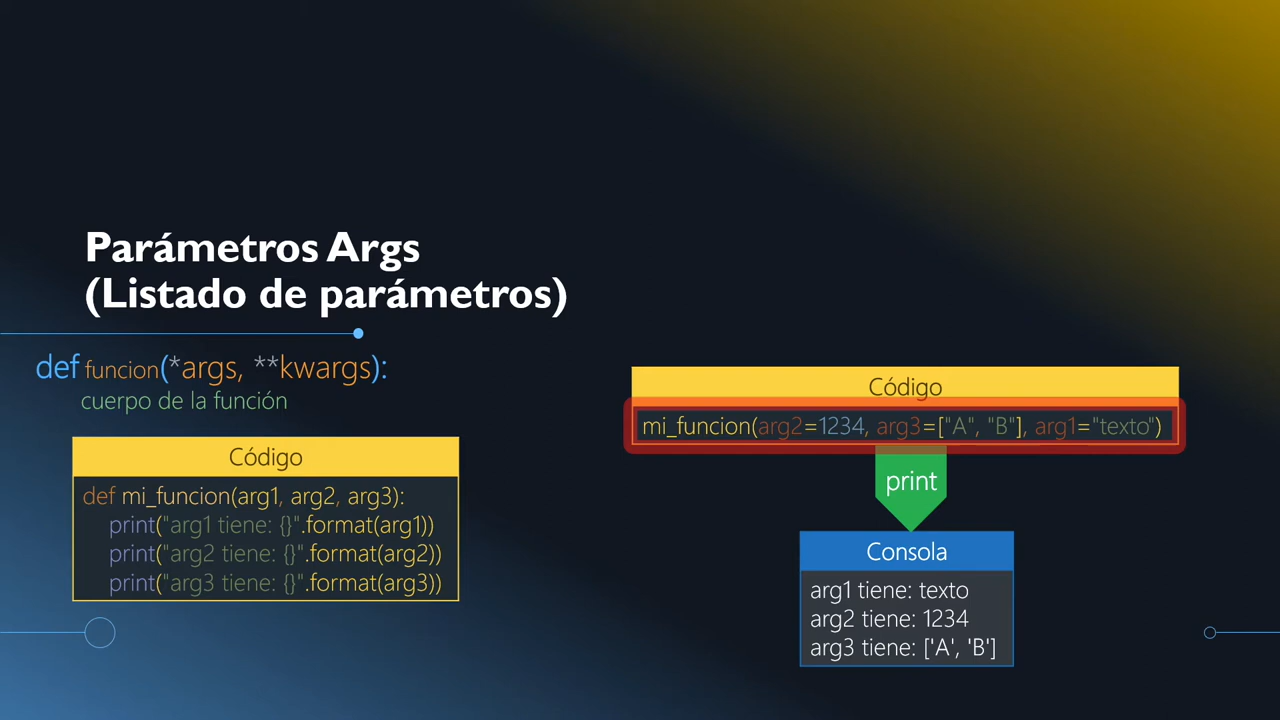 Parámetros Args
(Listado de parámetros)
def funcion(*args, **kwargs):
cuerpo de la función
Código
def mi_funcion(arg1, arg2, arg3):
print("arg1 tiene: {}".format(arg1))
print("arg2 tiene: {}".format(arg2))
print("arg3 tiene: {}".format(arg3))
Código
mi_funcion(arg2=1234, arg3=["A", "B"], arg1="texto")
print
Consola
arg1 tiene: texto
arg2 tiene: 1234
arg3 tiene: ['A', 'B']